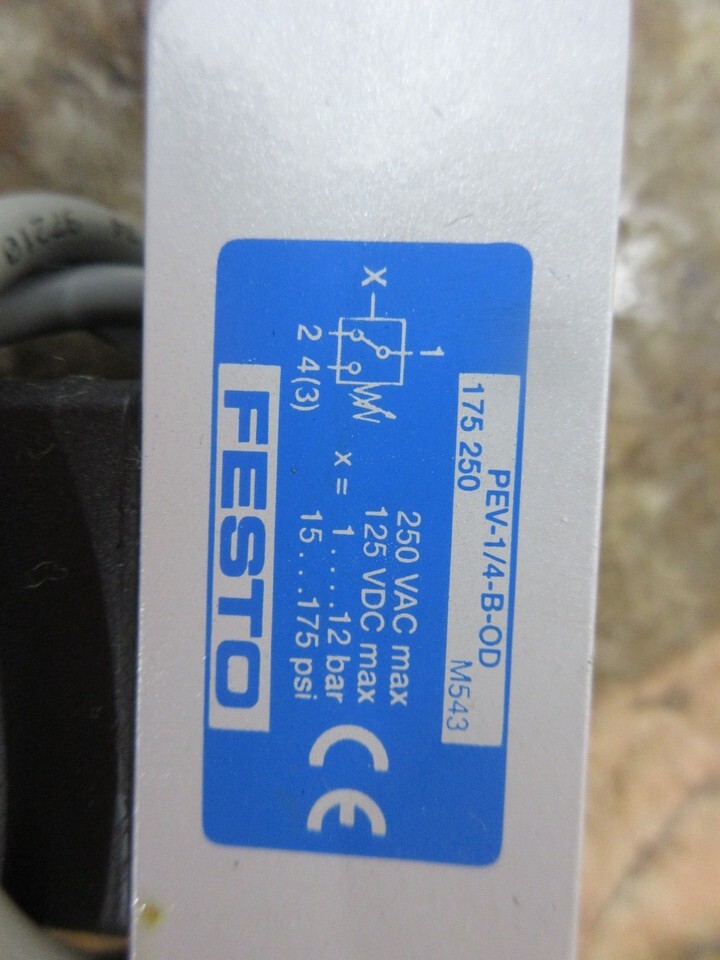 PEV-1/4-B-OD
175 250 M543
1
X
2 4(3)
250 VAC max
125 VDC max
x = 1....12 bar
15...175 psi
FESTO
CE